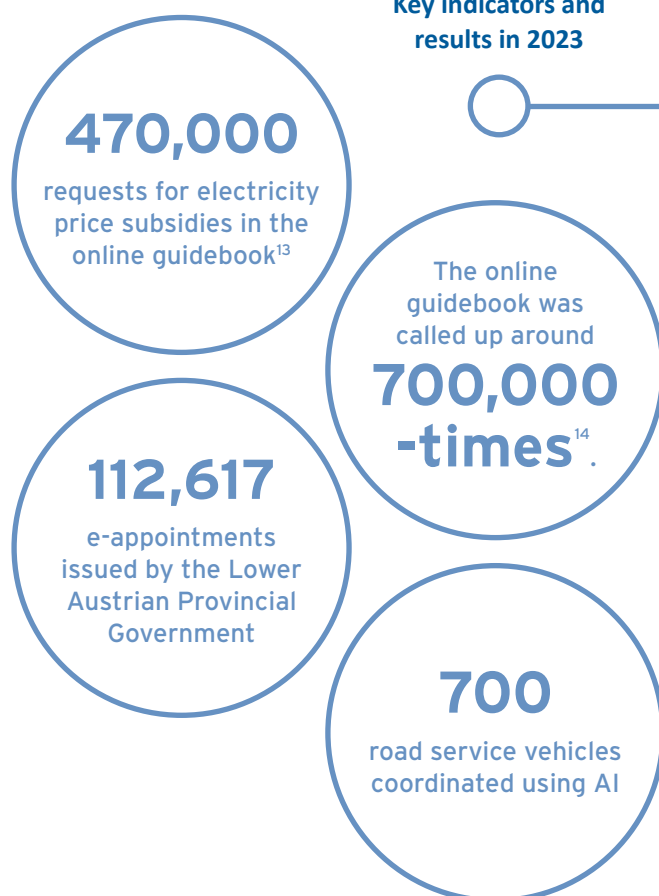 Key indicators and
results in 2023
470,000
requests for electricity
price subsidies in the
online guidebook¹³
The online
guidebook was
called up around
700,000
-times¹⁴.
112,617
e-appointments
issued by the Lower
Austrian Provincial
Government
700
road service vehicles
coordinated using AI